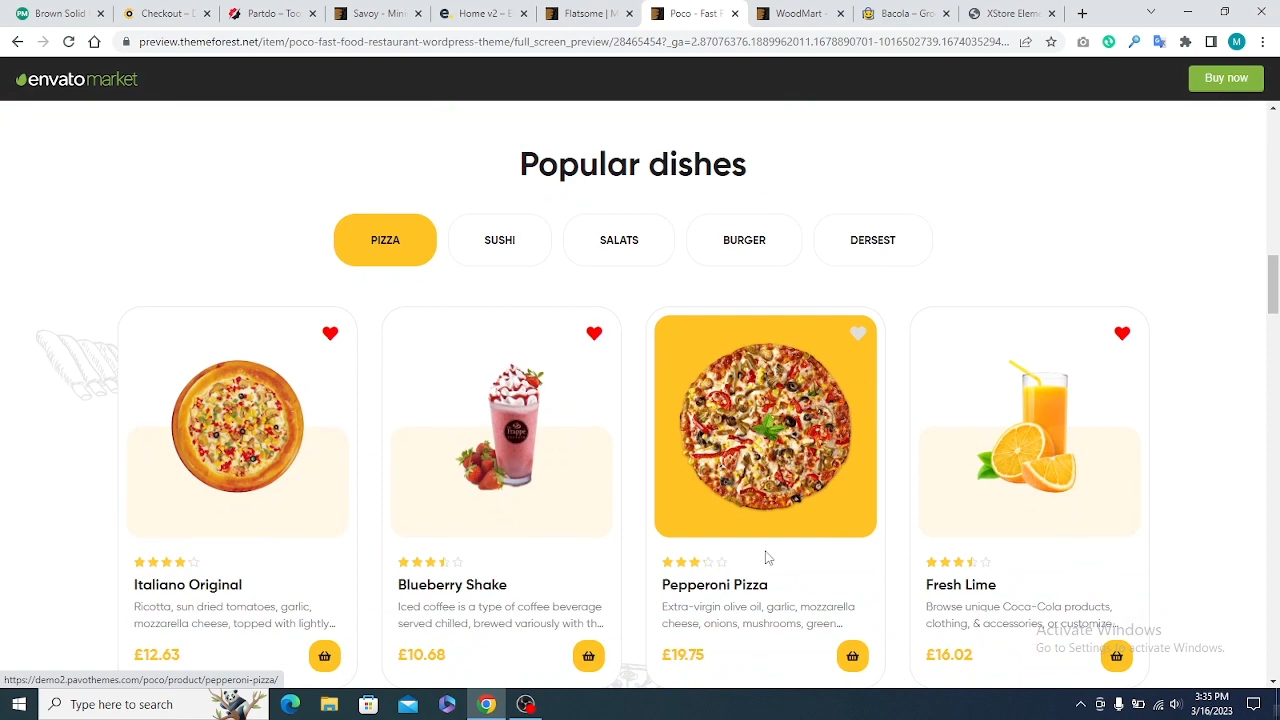 Booste
Checkout – D
Partdo – Toc
Savoy - Mini
Home v2 – E
Flatsome | M
Poco - Fast F
WoodMart -
Bacola – Gro
XStore Elem
preview.themeforest.net/item/poco-fast-food-restaurant-wordpress-theme/full_screen_preview/28465454?_ga=2.87076376.1889962011.1678890701-1016502739.1674035294...
M
envatomarket
Buy now
Popular dishes
PIZZA
SUSHI
SALATS
BURGER
DERSEST
Frappe
Italiano Original
Ricotta, sun dried tomatoes, garlic,
mozzarella cheese, topped with lightly...
£12.63
Blueberry Shake
Iced coffee is a type of coffee beverage
served chilled, brewed variously with th...
£10.68
Pepperoni Pizza
Extra-virgin olive oil, garlic, mozzarella
cheese, onions, mushrooms, green...
£19.75
Fresh Lime
Browse unique Coca-Cola products,
clothing, & accessories, or customize...
£16.02
Activate Windows
Go to Settings to activate Windows.
https://demo2.pavothemes.com/poco/product/pepperoni-pizza/
Type here to search
3:35 PM
3/16/2023